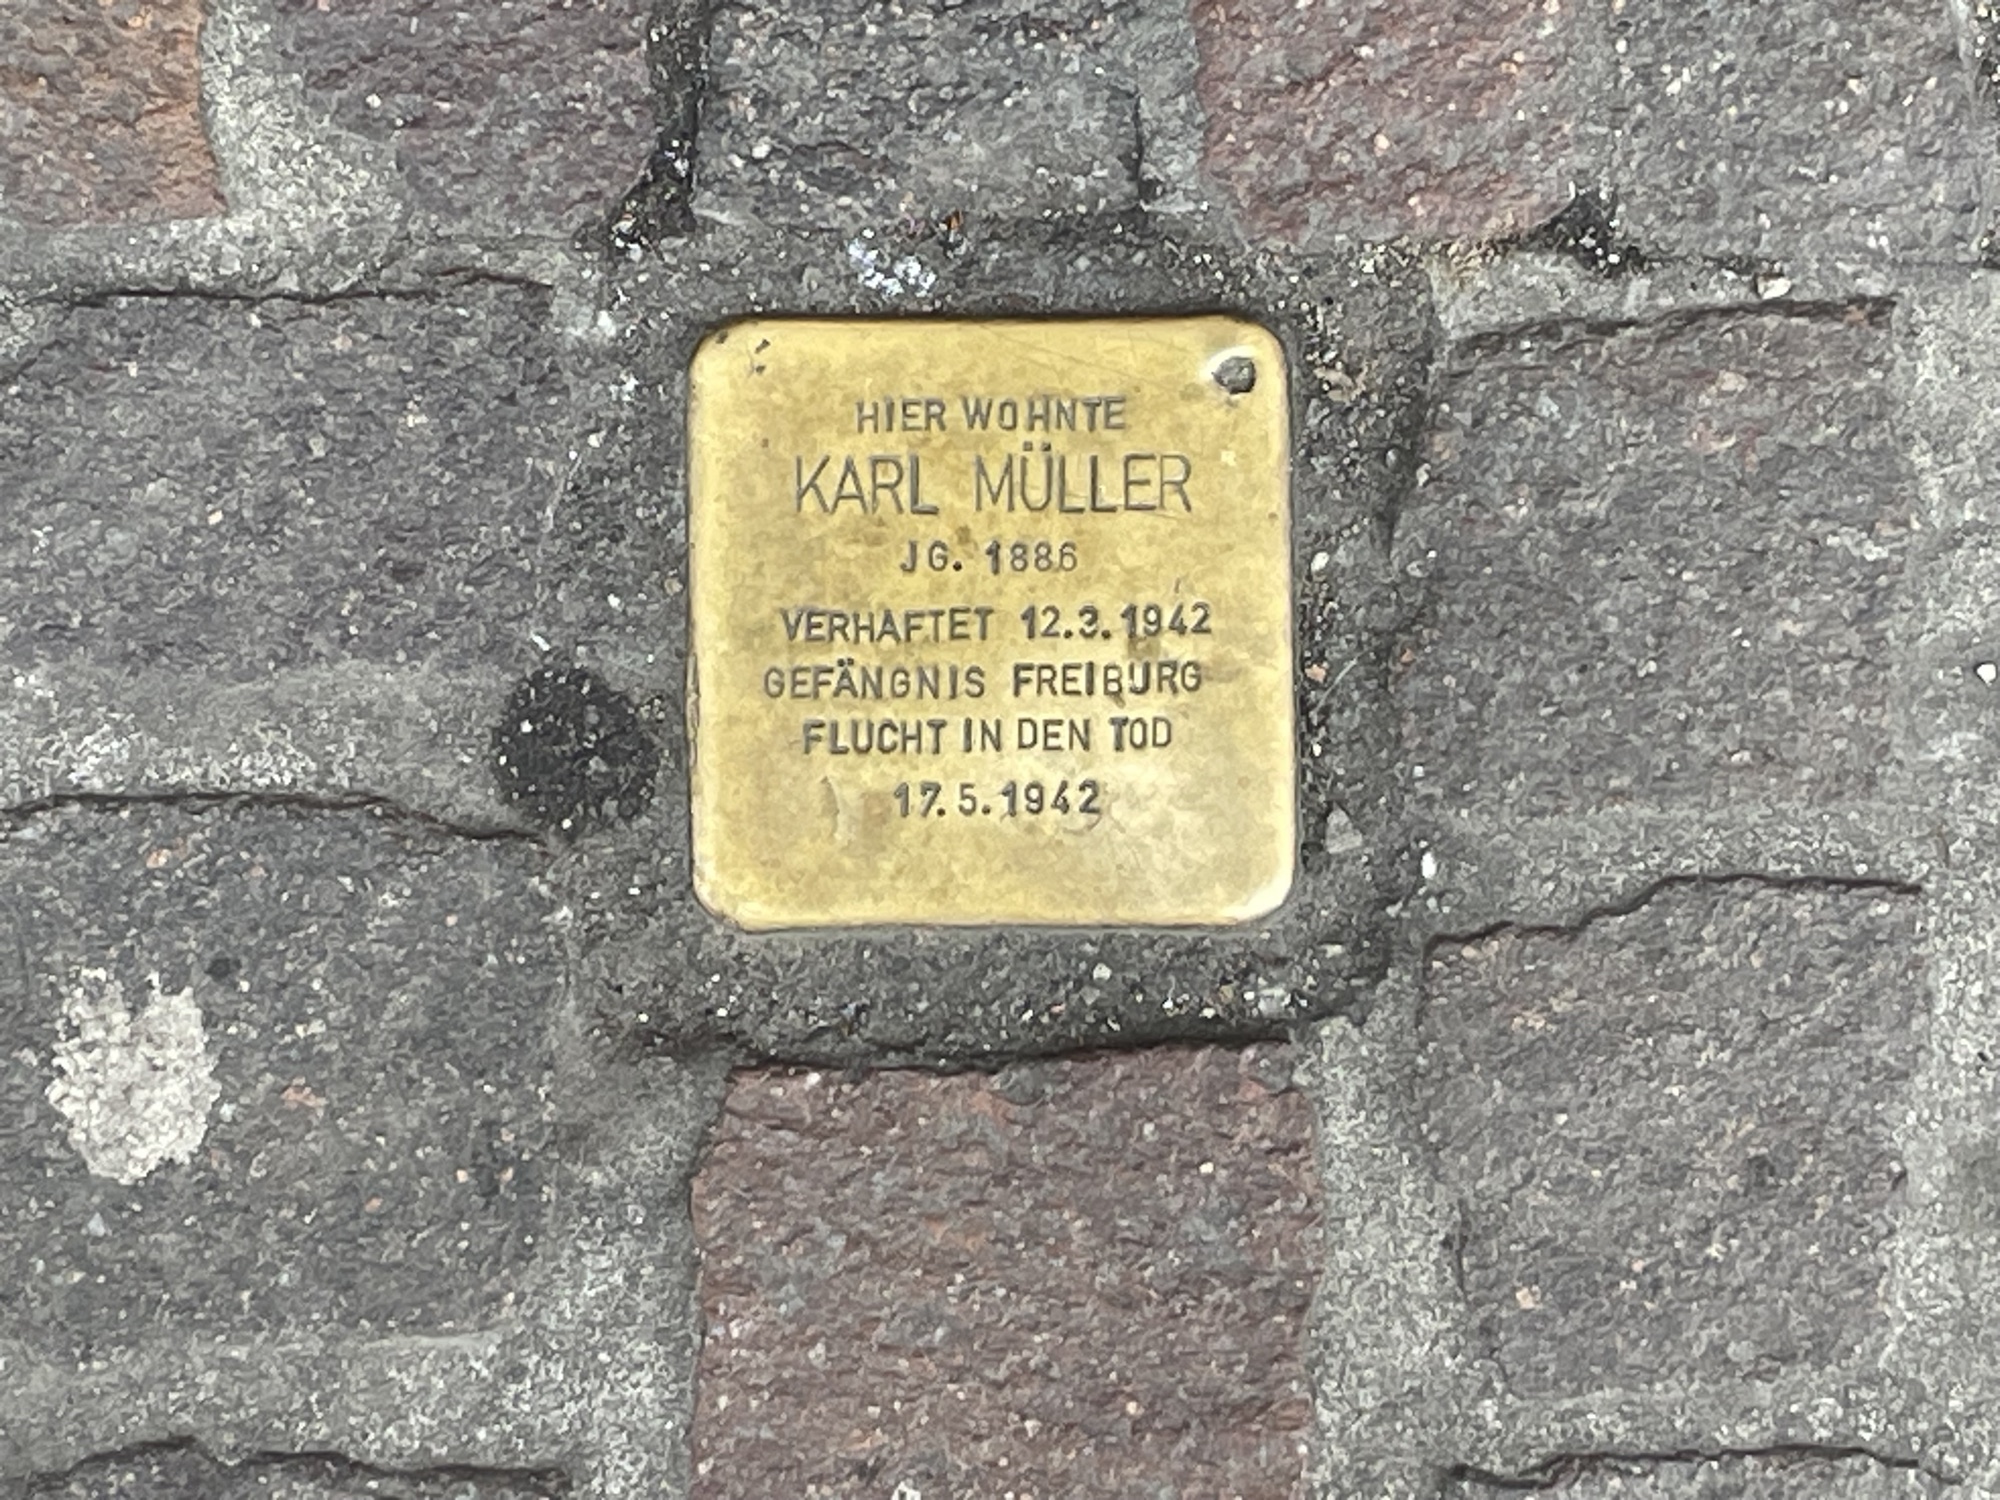 HIER WOHNTE
KARL MÜLLER
JG. 1886
VERHAFTET 12.3.1942
GEFÄNGNIS FREIBURG
FLUCHT IN DEN TOD
17.5.1942